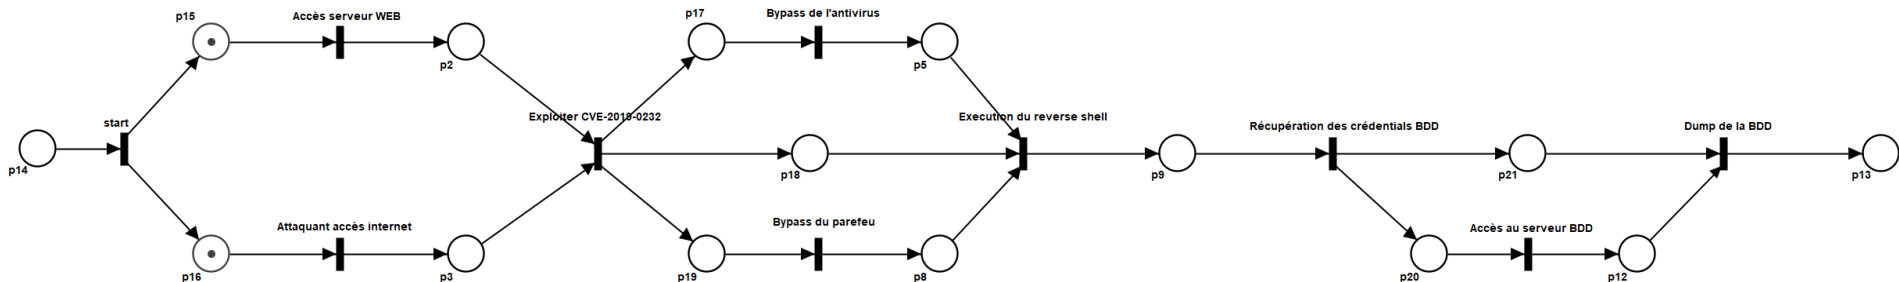 p15
Accès serveur WEB
p17
Bypass de l'antivirus
p2
p5
start
Exploiter CVE-2019-0232
Execution du reverse shell
Récupération des crédentials BDD
Dump de la BDD
p14
p18
p9
p21
p13
Attaquant accès internet
Bypass du parefeu
Accès au serveur BDD
p16
p3
p19
p8
p20
p12